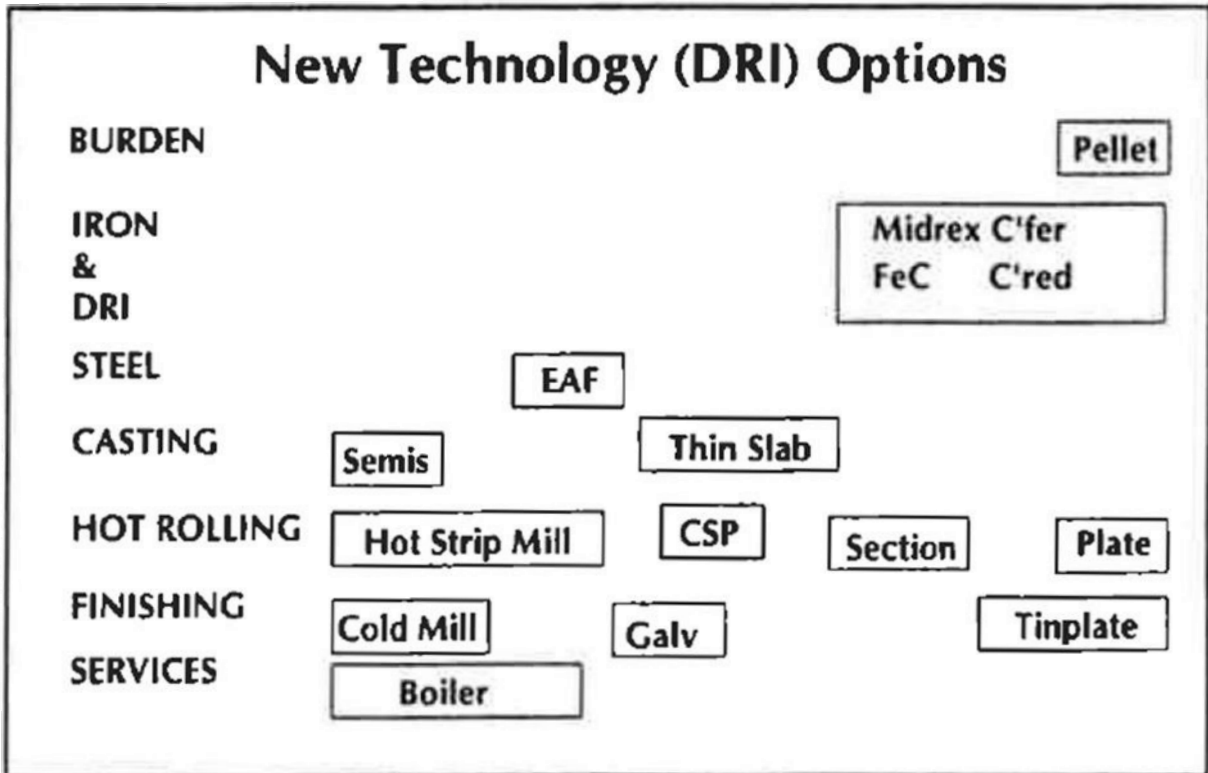 New Technology (DRI) Options
BURDEN Pellet
IRON & DRI Midrex C'fer
FeC C'red
STEEL EAF
CASTING Semis Thin Slab
HOT ROLLING Hot Strip Mill CSP Section Plate
FINISHING Cold Mill Galv Tinplate
SERVICES Boiler